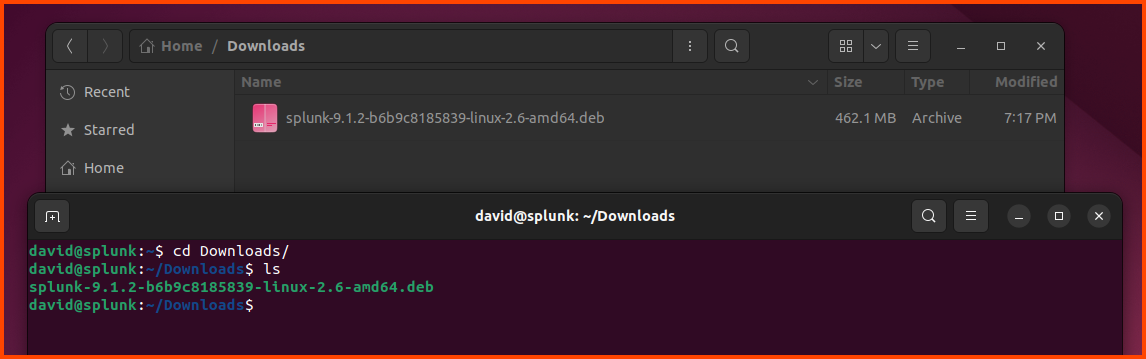 Home / Downloads
Name Size Type Modified
Recent
splunk-9.1.2-b6b9c8185839-linux-2.6-amd64.deb 462.1 MB Archive 7:17 PM
Starred
Home
david@splunk: ~/Downloads
david@splunk:~$ cd Downloads/
david@splunk:~/Downloads$ ls
splunk-9.1.2-b6b9c8185839-linux-2.6-amd64.deb
david@splunk:~/Downloads$